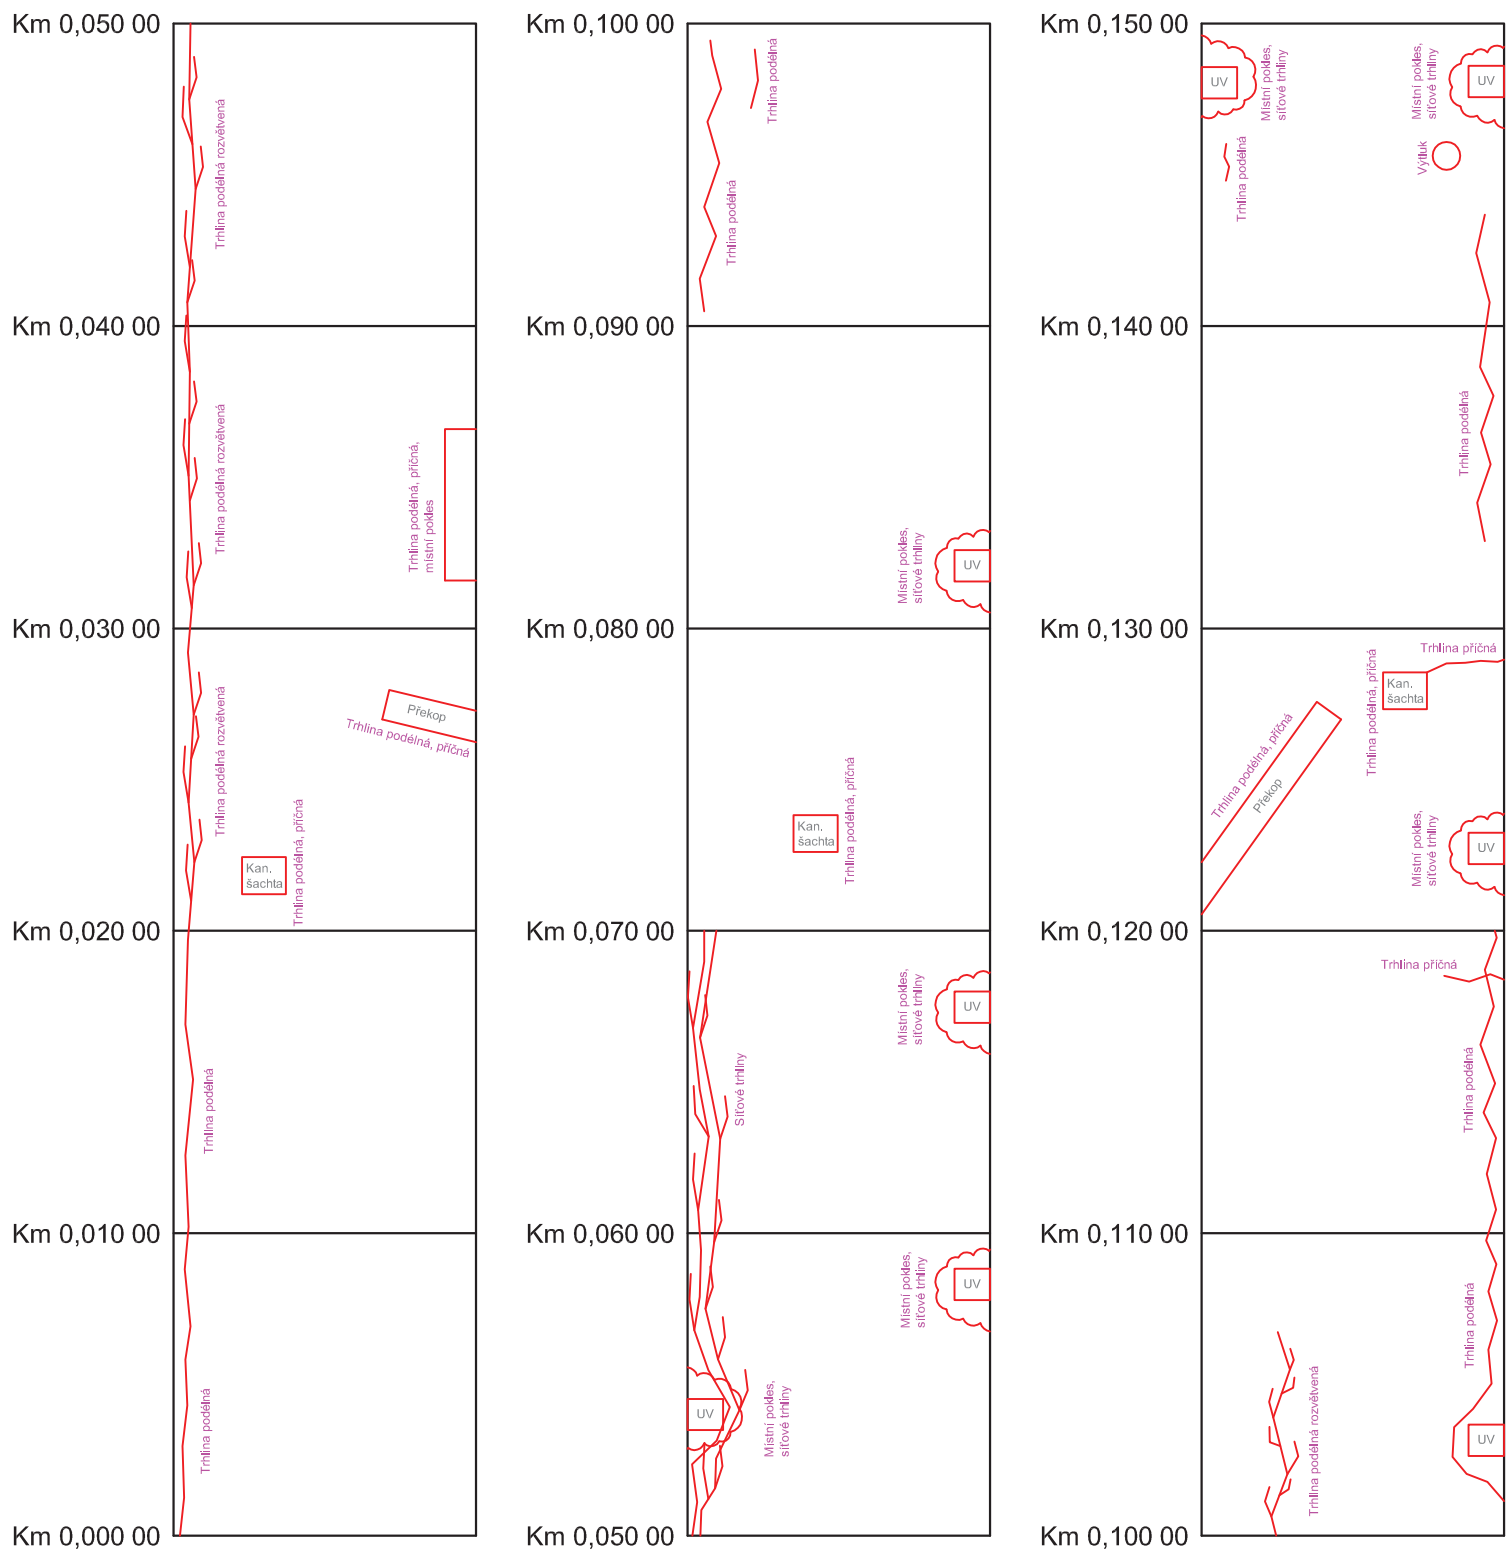 Km 0,050 00
Trhlina podélná rozvětvená
Km 0,040 00
Trhlina podélná rozvětvená
Trhlina podélná, příčná,
místní pokles
Km 0,030 00
Trhlina podélná rozvětvená
Překop
Trhlina podélná, příčná
Kan.
šachta
Trhlina podélná, příčná
Km 0,020 00
Trhlina podélná
Km 0,010 00
Trhlina podélná
Km 0,000 00
Km 0,100 00
Trhlina podélná
Trhlina podélná
Km 0,090 00
Místní pokles,
síťové trhliny
UV
Km 0,080 00
Kan.
šachta
Trhlina podélná, příčná
Km 0,070 00
Místní pokles,
síťové trhliny
UV
Síťové trhliny
Km 0,060 00
Místní pokles,
síťové trhliny
UV
UV
Místní pokles,
síťové trhliny
Km 0,050 00
Km 0,150 00
UV
Místní pokles,
síťové trhliny
Místní pokles,
síťové trhliny
UV
Trhlina podélná
Výtluk
Km 0,140 00
Trhlina podélná
Km 0,130 00
Trhlina příčná
Kan.
šachta
Trhlina podélná, příčná
Trhlina podélná, příčná
Překop
Místní pokles,
síťové trhliny
UV
Km 0,120 00
Trhlina příčná
Trhlina podélná
Km 0,110 00
Trhlina podélná
Trhlina podélná rozvětvená
UV
Km 0,100 00